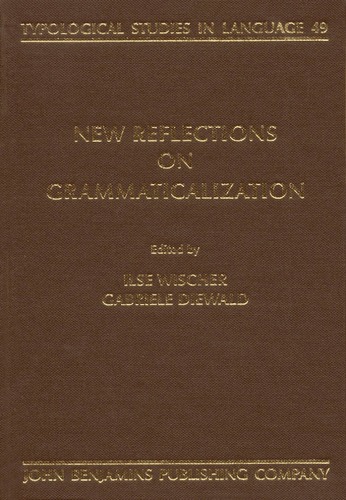 TYPOLOGICAL STUDIES IN LANGUAGE 49
NEW REFLECTIONS
ON
GRAMMATICALIZATION
Edited by
ILSE WISCHER
GABRIELE DIEWALD
JOHN BENJAMINS PUBLISHING COMPANY